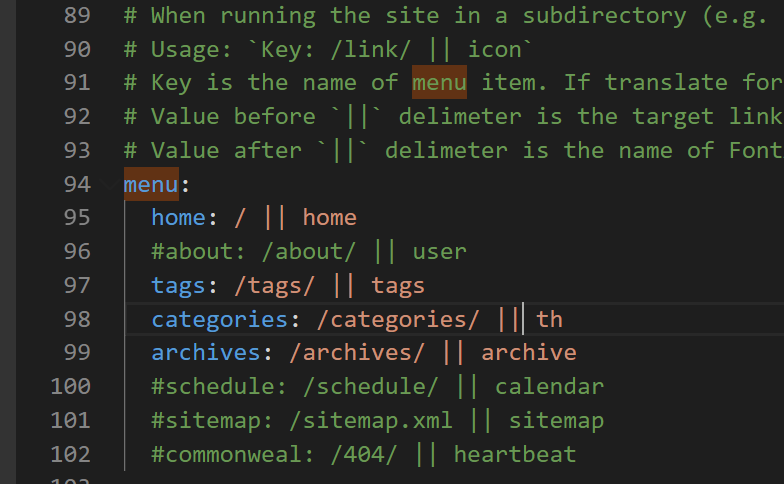 89 # When running the site in a subdirectory (e.g.
90 # Usage: `Key: /link/ || icon`
91 # Key is the name of menu item. If translate for
92 # Value before `||` delimeter is the target link
93 # Value after `||` delimeter is the name of Font
94 menu:
95 home: / || home
96 #about: /about/ || user
97 tags: /tags/ || tags
98 categories: /categories/ || th
99 archives: /archives/ || archive
100 #schedule: /schedule/ || calendar
101 #sitemap: /sitemap.xml || sitemap
102 #commonweal: /404/ || heartbeat